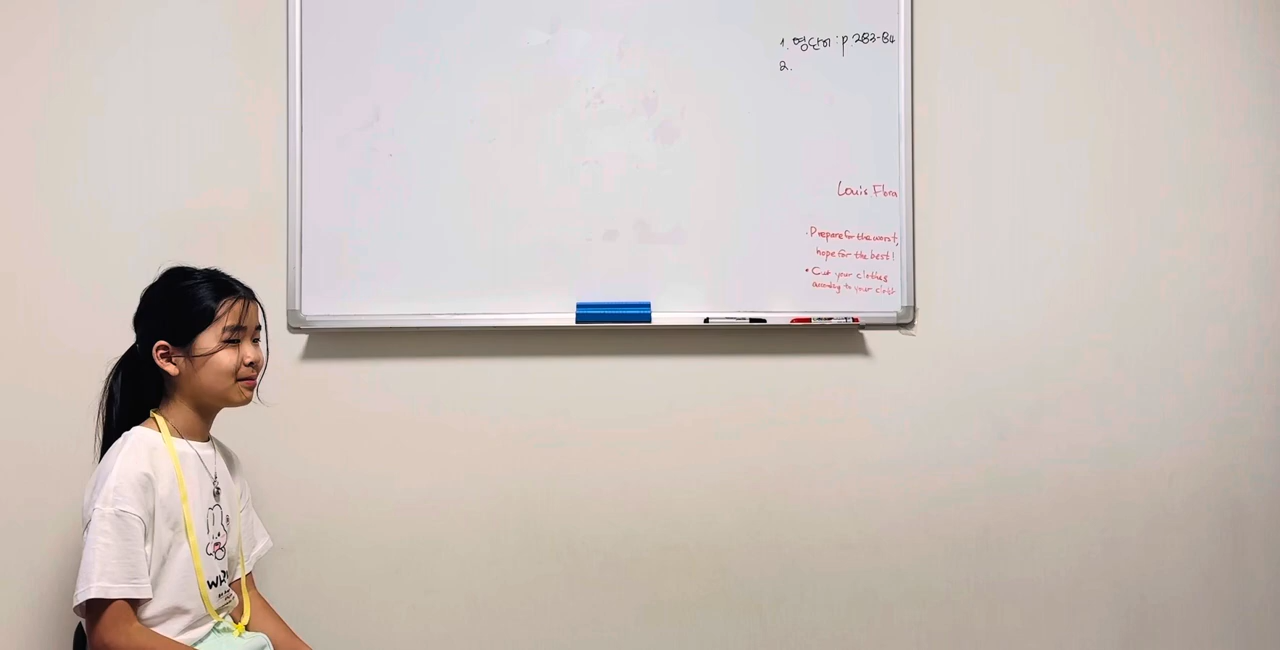 1. 영단어 : p.283-84
2.
Louis Flora
· Prepare for the worst,
hope for the best!
• Cut your clothes
according to your cloth